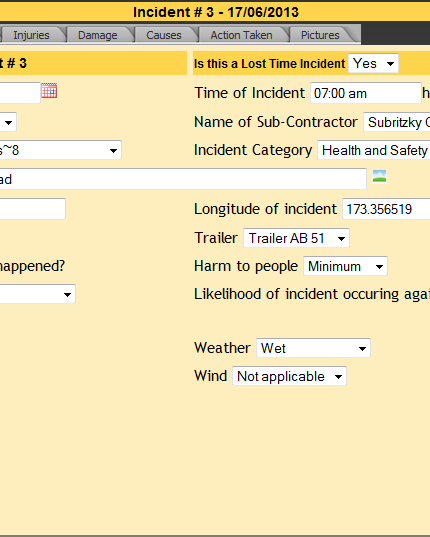 Incident # 3 - 17/06/2013
Injuries Damage Causes Action Taken Pictures
t # 3 Is this a Lost Time Incident Yes
Time of Incident 07:00 am h
Name of Sub-Contractor Subritzky
s~8 Incident Category Health and Safety
ad
Longitude of incident 173.356519
Trailer Trailer AB 51
happened? Harm to people Minimum
Likelihood of incident occuring agai
Weather Wet
Wind Not applicable